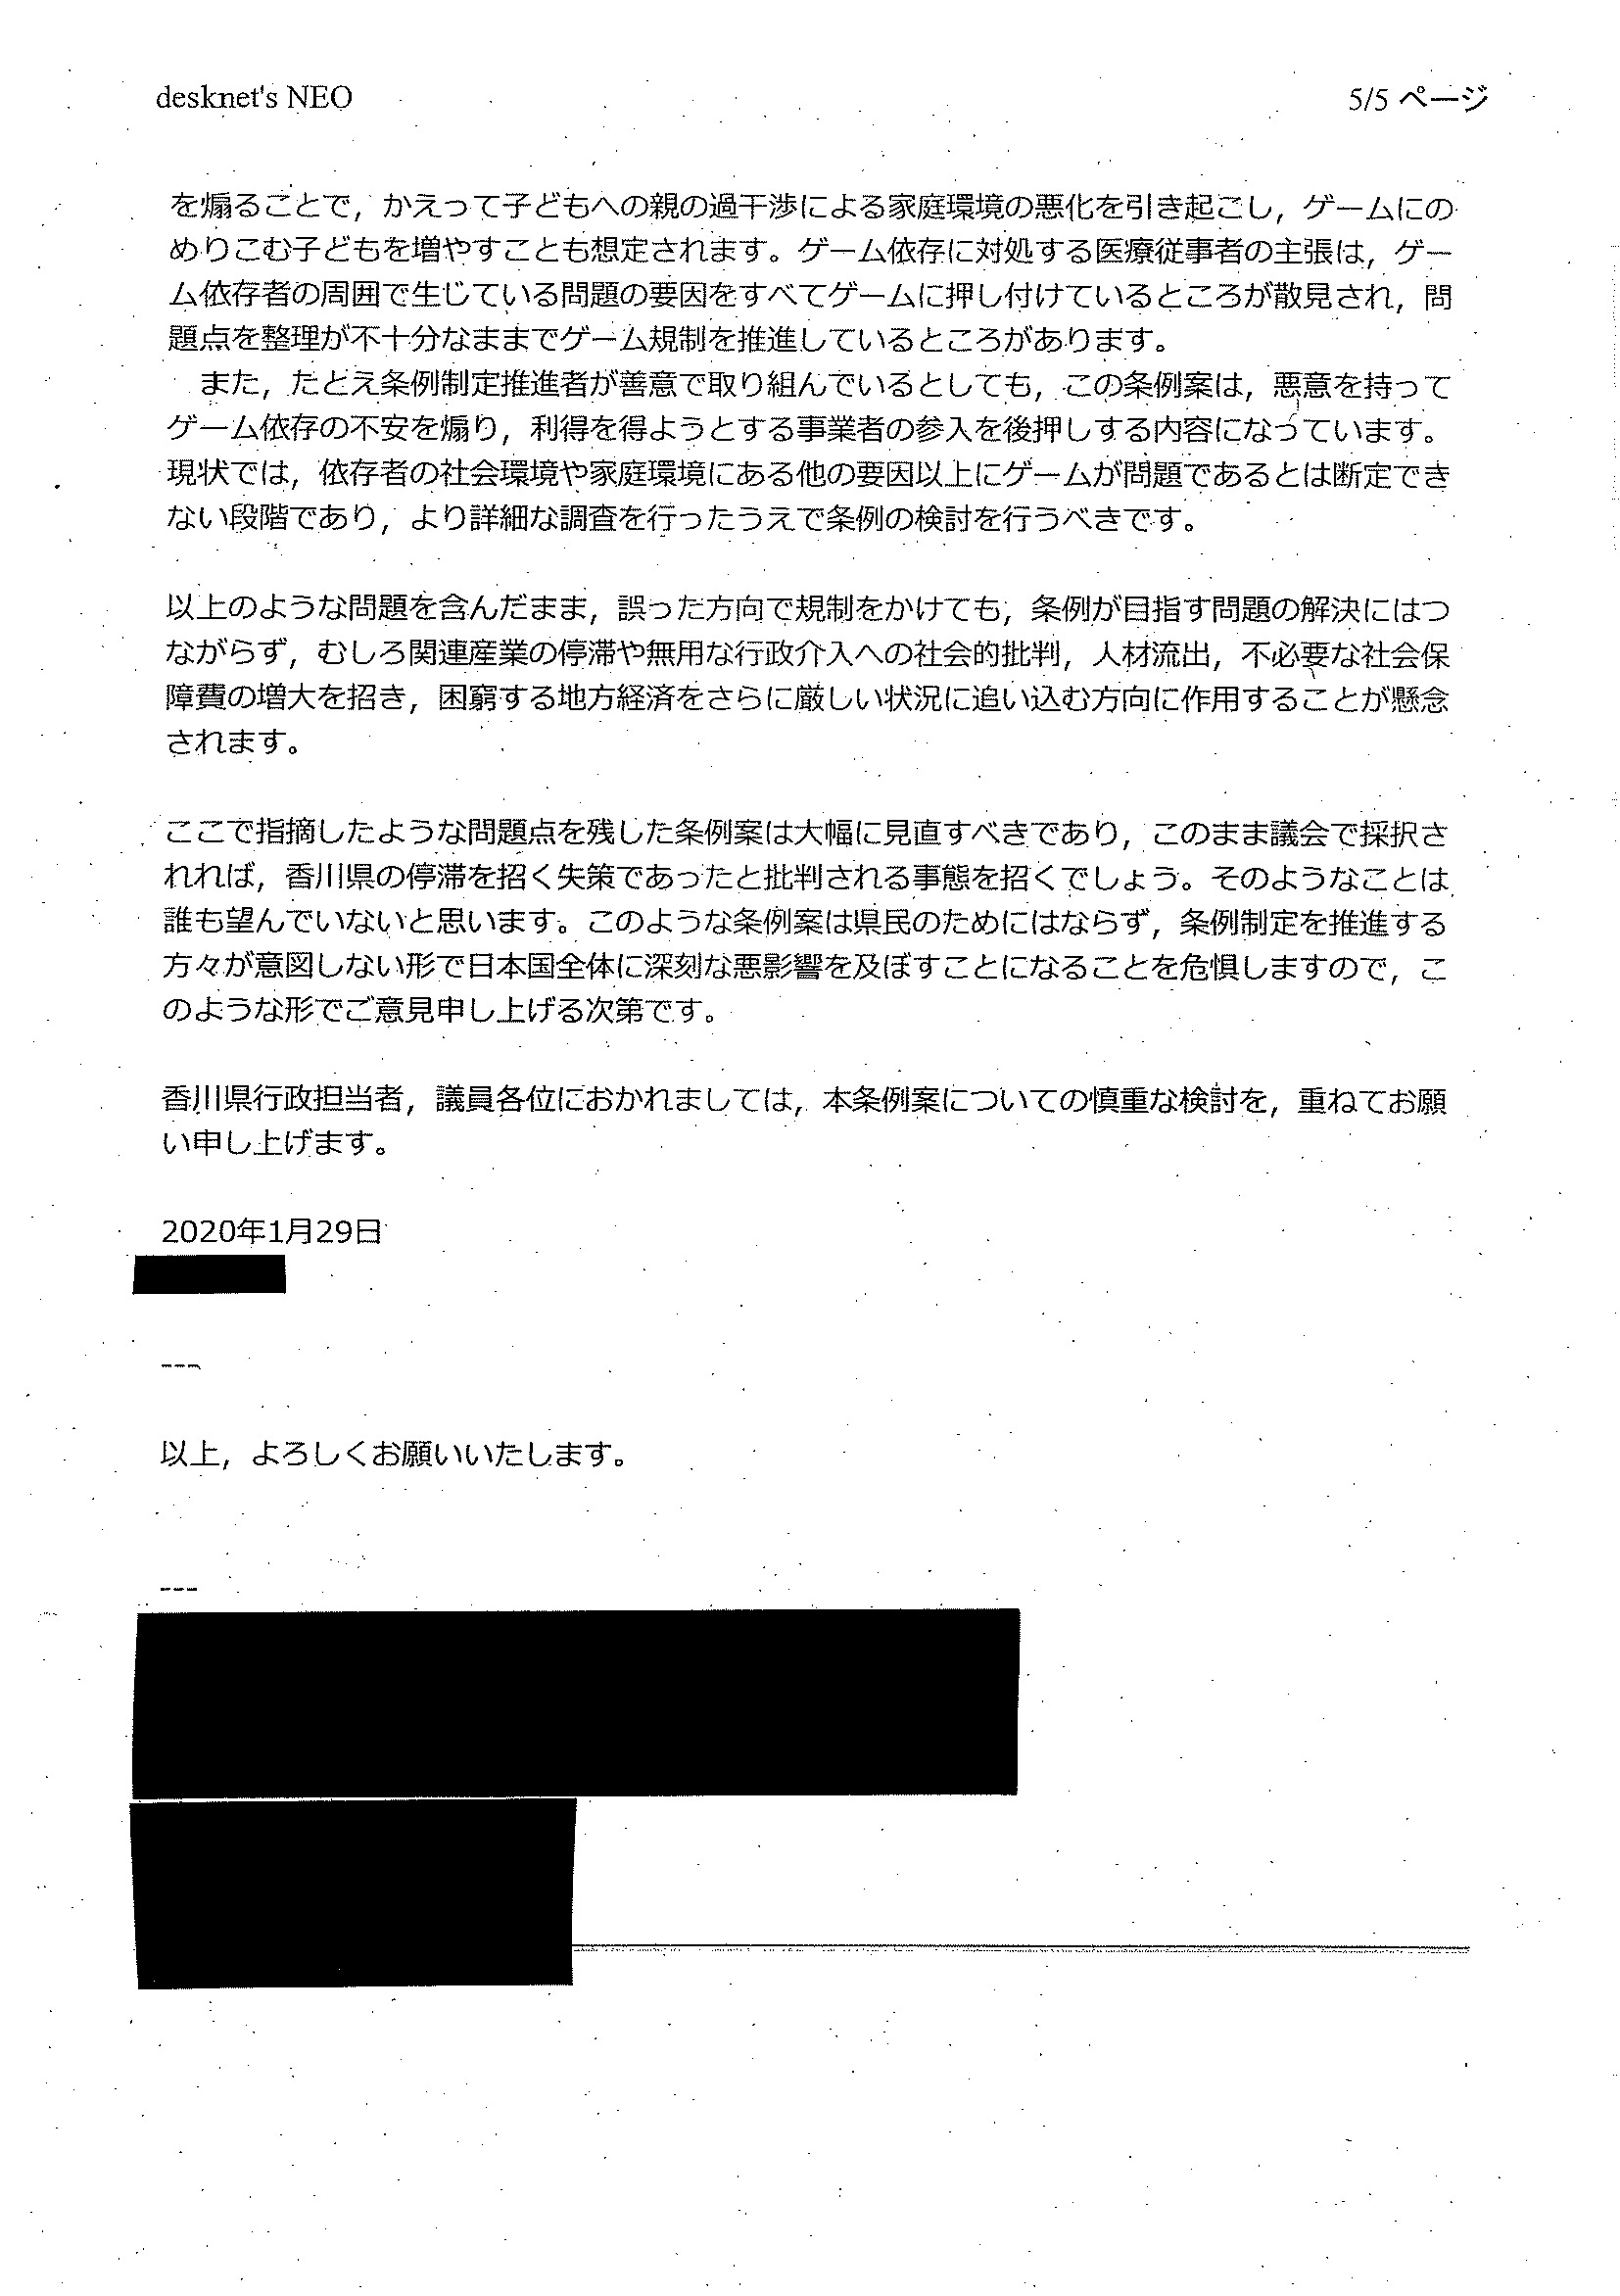 desknet's NEO
5/5 ページ
を煽ることで，かえって子どもへの親の過干渉による家庭環境の悪化を引き起こし，ゲームにの
めりこむ子どもを増やすことも想定されます。ゲーム依存に対処する医療従事者の主張は，ゲー
ム依存者の周囲で生じている問題の要因をすべてゲームに押し付けているところが散見され，問
題点を整理が不十分なままでゲーム規制を推進しているところがあります。
　また，たとえ条例制定推進者が善意で取り組んでいるとしても，この条例案は，悪意を持って
ゲーム依存の不安を煽り，利得を得ようとする事業者の参入を後押しする内容になっています。
現状では，依存者の社会環境や家庭環境にある他の要因以上にゲームが問題であるとは断定でき
ない段階であり，より詳細な調査を行ったうえで条例の検討を行うべきです。
以上のような問題を含んだまま，誤った方向で規制をかけても，条例が目指す問題の解決にはつ
ながらず，むしろ関連産業の停滞や無用な行政介入への社会的批判，人材流出，不必要な社会保
障費の増大を招き，困窮する地方経済をさらに厳しい状況に追い込む方向に作用することが懸念
されます。
ここで指摘したような問題点を残した条例案は大幅に見直すべきであり，このまま議会で採択さ
れれば，香川県の停滞を招く失策であったと批判される事態を招くでしょう。そのようなことは
誰も望んでいないと思います。このような条例案は県民のためにはならず，条例制定を推進する
方々が意図しない形で日本国全体に深刻な悪影響を及ぼすことになることを危惧しますので，こ
のような形でご意見申し上げる次第です。
香川県行政担当者，議員各位におかれましては，本条例案についての慎重な検討を，重ねてお願
い申し上げます。
2020年1月29日
---
以上，よろしくお願いいたします。
---